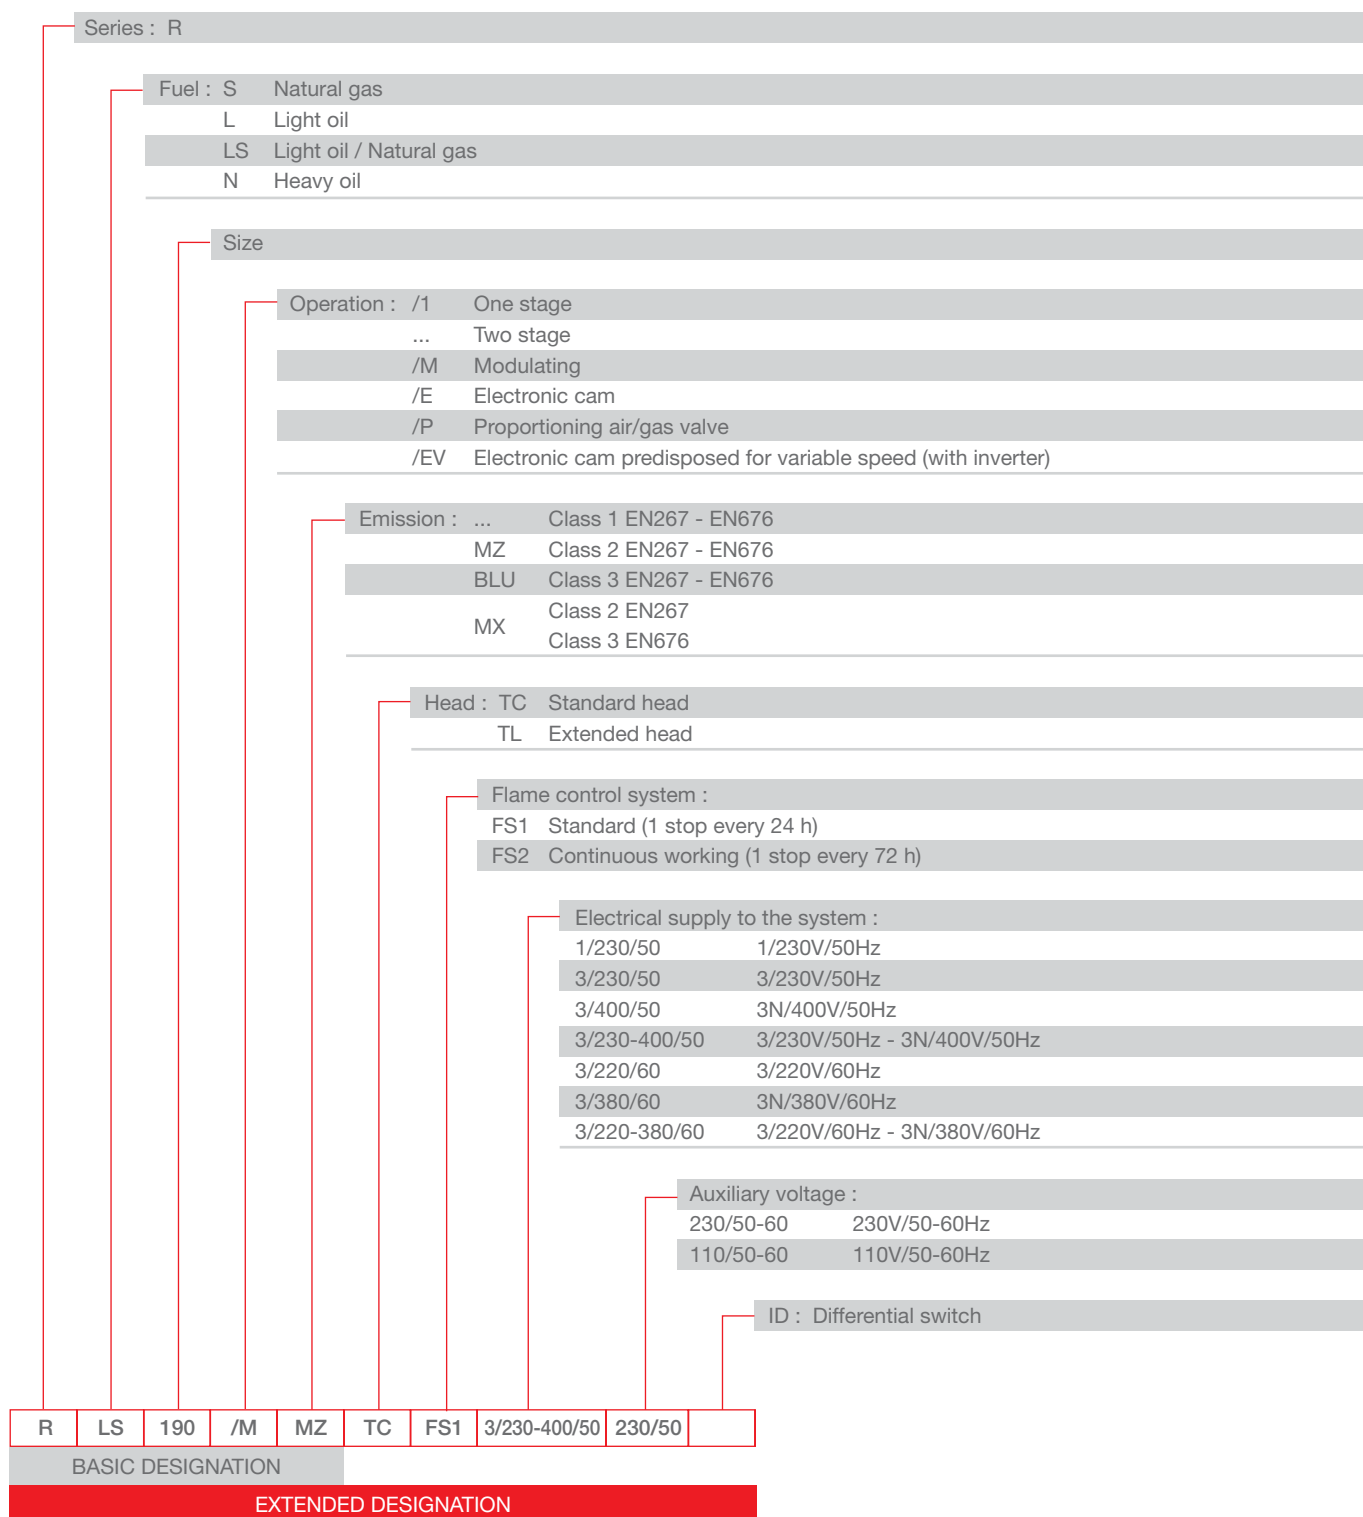 Series : R
Fuel : S Natural gas
L Light oil
LS Light oil / Natural gas
N Heavy oil
Size
Operation : /1 One stage
... Two stage
/M Modulating
/E Electronic cam
/P Proportioning air/gas valve
/EV Electronic cam predisposed for variable speed (with inverter)
Emission : ... Class 1 EN267 - EN676
MZ Class 2 EN267 - EN676
BLU Class 3 EN267 - EN676
MX Class 2 EN267
Class 3 EN676
Head : TC Standard head
TL Extended head
Flame control system :
FS1 Standard (1 stop every 24 h)
FS2 Continuous working (1 stop every 72 h)
Electrical supply to the system :
1/230/50 1/230V/50Hz
3/230/50 3/230V/50Hz
3/400/50 3N/400V/50Hz
3/230-400/50 3/230V/50Hz - 3N/400V/50Hz
3/220/60 3/220V/60Hz
3/380/60 3N/380V/60Hz
3/220-380/60 3/220V/60Hz - 3N/380V/60Hz
Auxiliary voltage :
230/50-60 230V/50-60Hz
110/50-60 110V/50-60Hz
ID : Differential switch
R LS 190 /M MZ TC FS1 3/230-400/50 230/50
BASIC DESIGNATION
EXTENDED DESIGNATION